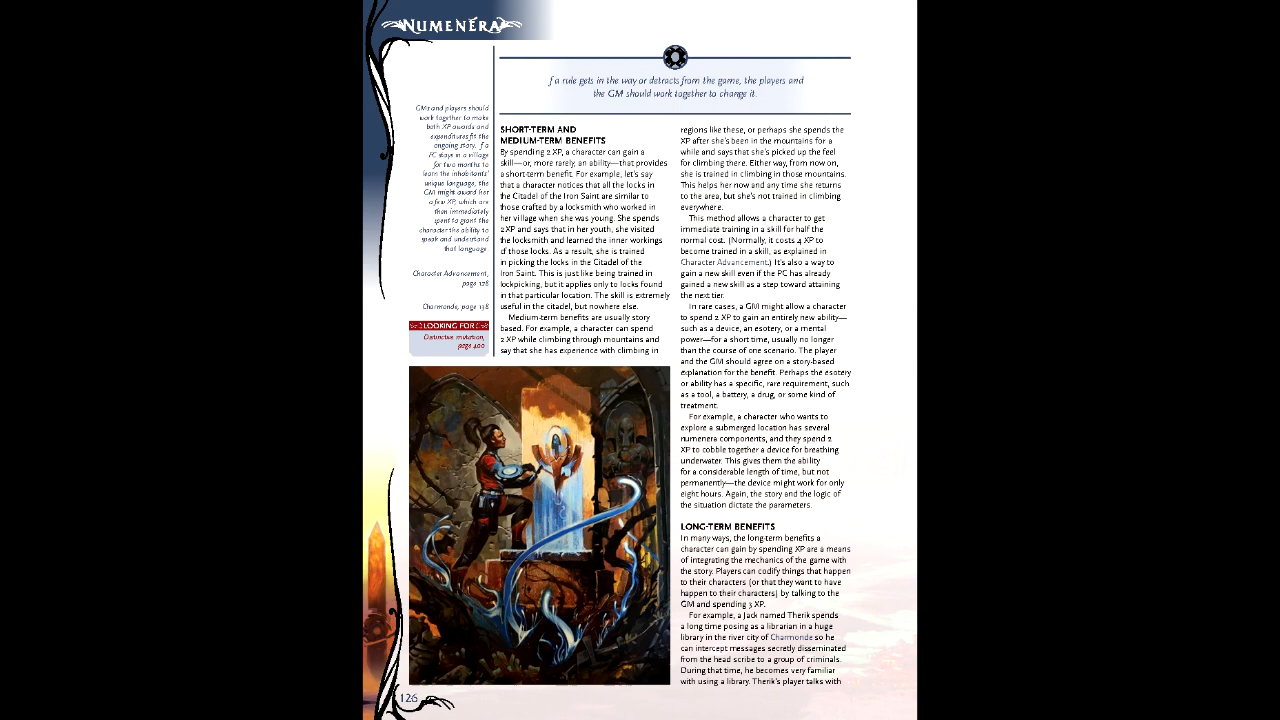 NUMENÉRA
f a rule gets in the way or detracts from the game, the players and
the GM should work together to change it.
GMs and players should
work together to make
both XP awards and
expenditures fit the
ongoing story. f a
PC stays in a village
for two months to
learn the inhabitants'
unique language, the
GM might award her
a few XP, which are
then immediately
spent to grant the
character the ability to
speak and understand
that language.
Character Advancement,
page 128
Charmonde, page 138
LOOKING FOR
Distinctive mutation,
page 400
SHORT-TERM AND
MEDIUM-TERM BENEFITS
By spending 2 XP, a character can gain a
skill—or, more rarely, an ability—that provides
a short-term benefit. For example, let's say
that a character notices that all the locks in
the Citadel of the Iron Saint are similar to
those crafted by a locksmith who worked in
her village when she was young. She spends
2 XP and says that in her youth, she visited
the locksmith and learned the inner workings
of those locks. As a result, she is trained
in picking the locks in the Citadel of the
Iron Saint. This is just like being trained in
lockpicking, but it applies only to locks found
in that particular location. The skill is extremely
useful in the citadel, but nowhere else.
Medium-term benefits are usually story
based. For example, a character can spend
2 XP while climbing through mountains and
say that she has experience with climbing in
regions like these, or perhaps she spends the
XP after she's been in the mountains for a
while and says that she's picked up the feel
for climbing there. Either way, from now on,
she is trained in climbing in those mountains.
This helps her now and any time she returns
to the area, but she's not trained in climbing
everywhere.
This method allows a character to get
immediate training in a skill for half the
normal cost. (Normally, it costs 4 XP to
become trained in a skill, as explained in
Character Advancement.) It's also a way to
gain a new skill even if the PC has already
gained a new skill as a step toward attaining
the next tier.
In rare cases, a GM might allow a character
to spend 2 XP to gain an entirely new ability—
such as a device, an esotery, or a mental
power—for a short time, usually no longer
than the course of one scenario. The player
and the GM should agree on a story-based
explanation for the benefit. Perhaps the esotery
or ability has a specific, rare requirement, such
as a tool, a battery, a drug, or some kind of
treatment.
For example, a character who wants to
explore a submerged location has several
numenera components, and they spend 2
XP to cobble together a device for breathing
underwater. This gives them the ability
for a considerable length of time, but not
permanently—the device might work for only
eight hours. Again, the story and the logic of
the situation dictate the parameters.
LONG-TERM BENEFITS
In many ways, the long-term benefits a
character can gain by spending XP are a means
of integrating the mechanics of the game with
the story. Players can codify things that happen
to their characters (or that they want to have
happen to their characters) by talking to the
GM and spending 3 XP.
For example, a Jack named Therik spends
a long time posing as a librarian in a huge
library in the river city of Charmonde so he
can intercept messages secretly disseminated
from the head scribe to a group of criminals.
During that time, he becomes very familiar
with using a library. Therik's player talks with
126